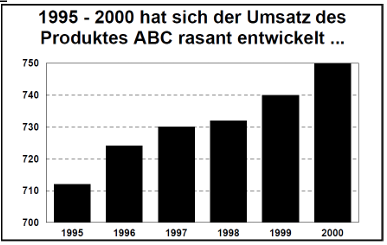 1995 - 2000 hat sich der Umsatz des
Produktes ABC rasant entwickelt ...
750
740
730
720
710
700
1995 1996 1997 1998 1999 2000